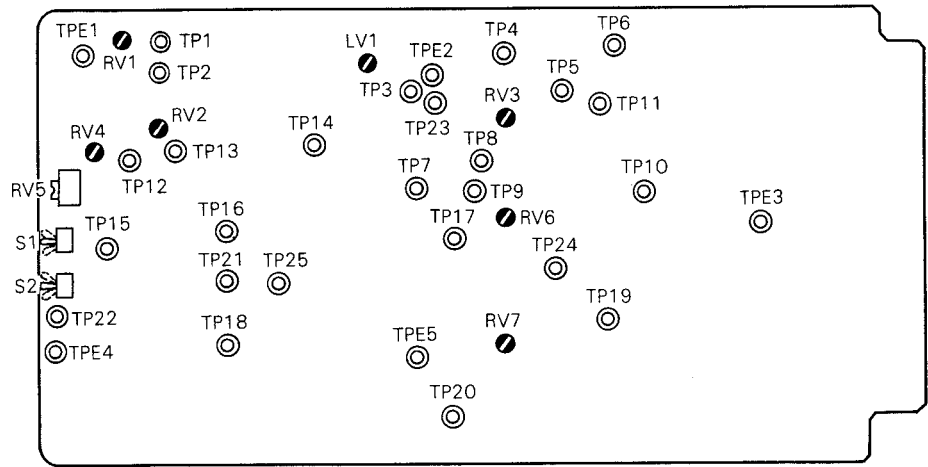 TPE1
RV1
TP1
TP2
LV1
TPE2
TP3
TP23
TP4
RV3
TP6
TP5
TP11
RV4
RV2
TP12
TP13
TP14
TP8
TP7
TP9
TP10
RV5
TP15
TP16
TP17
RV6
TPE3
S1
TP21
TP25
TP24
S2
TP22
TP18
TPE4
TPE5
RV7
TP19
TP20